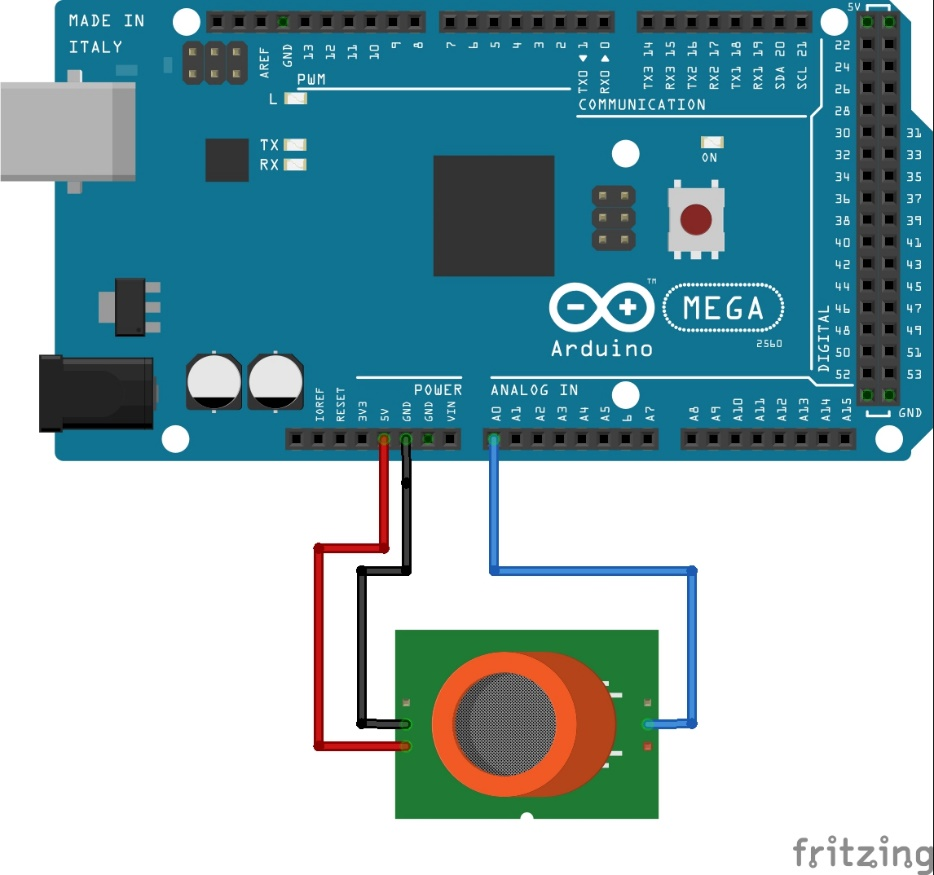 MADE IN
ITALY
AREF
GND
13
12
11
10
9
8
7
6
5
4
3
2
TX0 ◄ 1
RX0 ► 0
TX3 14
RX3 15
TX2 16
RX2 17
TX1 18
RX1 19
SDA 20
SCL 21
5V
PWM
L
COMMUNICATION
TX
RX
ON
22
24
26
28
30 31
32 33
34 35
36 37
38 39
40 41
42 43
44 45
46 47
48 49
50 51
52 53
DIGITAL
GND
Arduino
TM
MEGA
2560
POWER
ANALOG IN
IOREF
RESET
3V3
5V
GND
GND
VIN
A0
A1
A2
A3
A4
A5
6
A7
A8
A9
A10
A11
A12
A13
A14
A15
fritzing